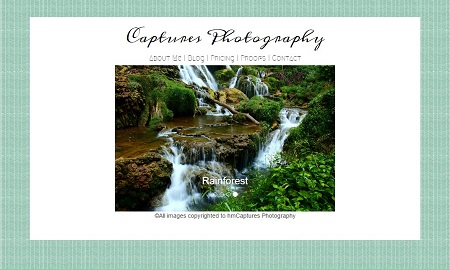 Captures Photography
About Me | Blog | Pricing | Proofs | Contact
Rainforest
©All images copyrighted to hmCaptures Photography